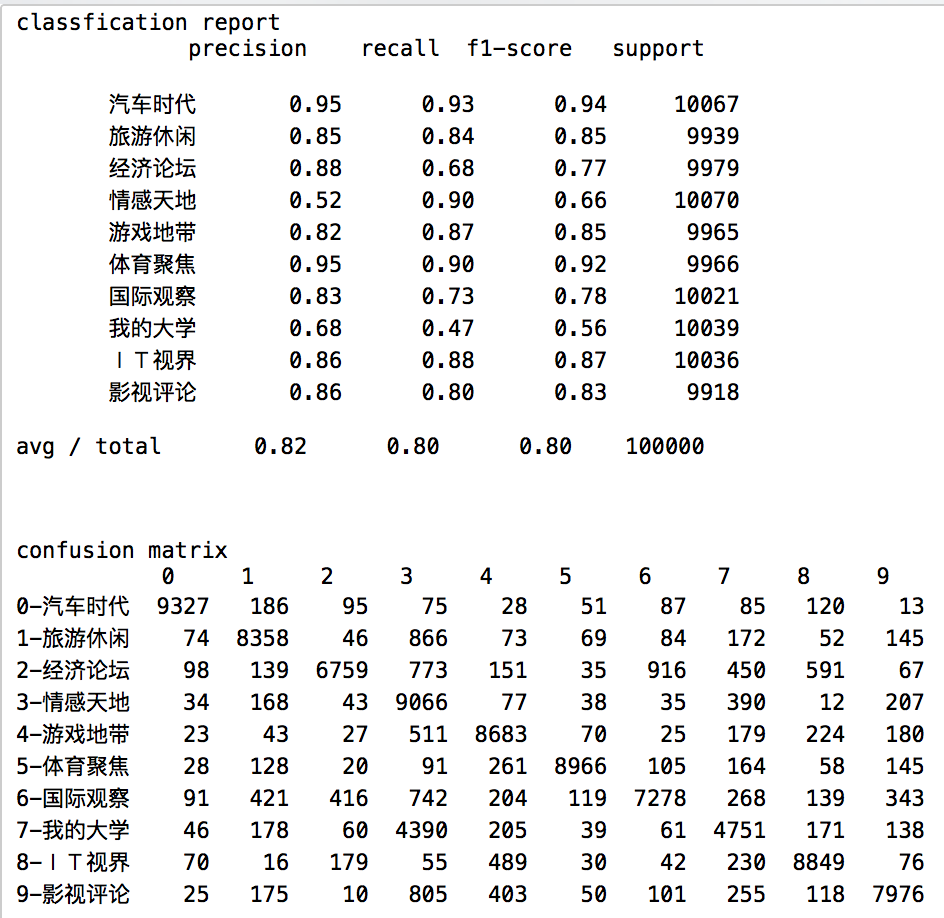 classfication report
precision recall f1-score support
汽车时代 0.95 0.93 0.94 10067
旅游休闲 0.85 0.84 0.85 9939
经济论坛 0.88 0.68 0.77 9979
情感天地 0.52 0.90 0.66 10070
游戏地带 0.82 0.87 0.85 9965
体育聚焦 0.95 0.90 0.92 9966
国际观察 0.83 0.73 0.78 10021
我的大学 0.68 0.47 0.56 10039
ＩＴ视界 0.86 0.88 0.87 10036
影视评论 0.86 0.80 0.83 9918
avg / total 0.82 0.80 0.80 100000
confusion matrix
0 1 2 3 4 5 6 7 8 9
0-汽车时代 9327 186 95 75 28 51 87 85 120 13
1-旅游休闲 74 8358 46 866 73 69 84 172 52 145
2-经济论坛 98 139 6759 773 151 35 916 450 591 67
3-情感天地 34 168 43 9066 77 38 35 390 12 207
4-游戏地带 23 43 27 511 8683 70 25 179 224 180
5-体育聚焦 28 128 20 91 261 8966 105 164 58 145
6-国际观察 91 421 416 742 204 119 7278 268 139 343
7-我的大学 46 178 60 4390 205 39 61 4751 171 138
8-ＩＴ视界 70 16 179 55 489 30 42 230 8849 76
9-影视评论 25 175 10 805 403 50 101 255 118 7976